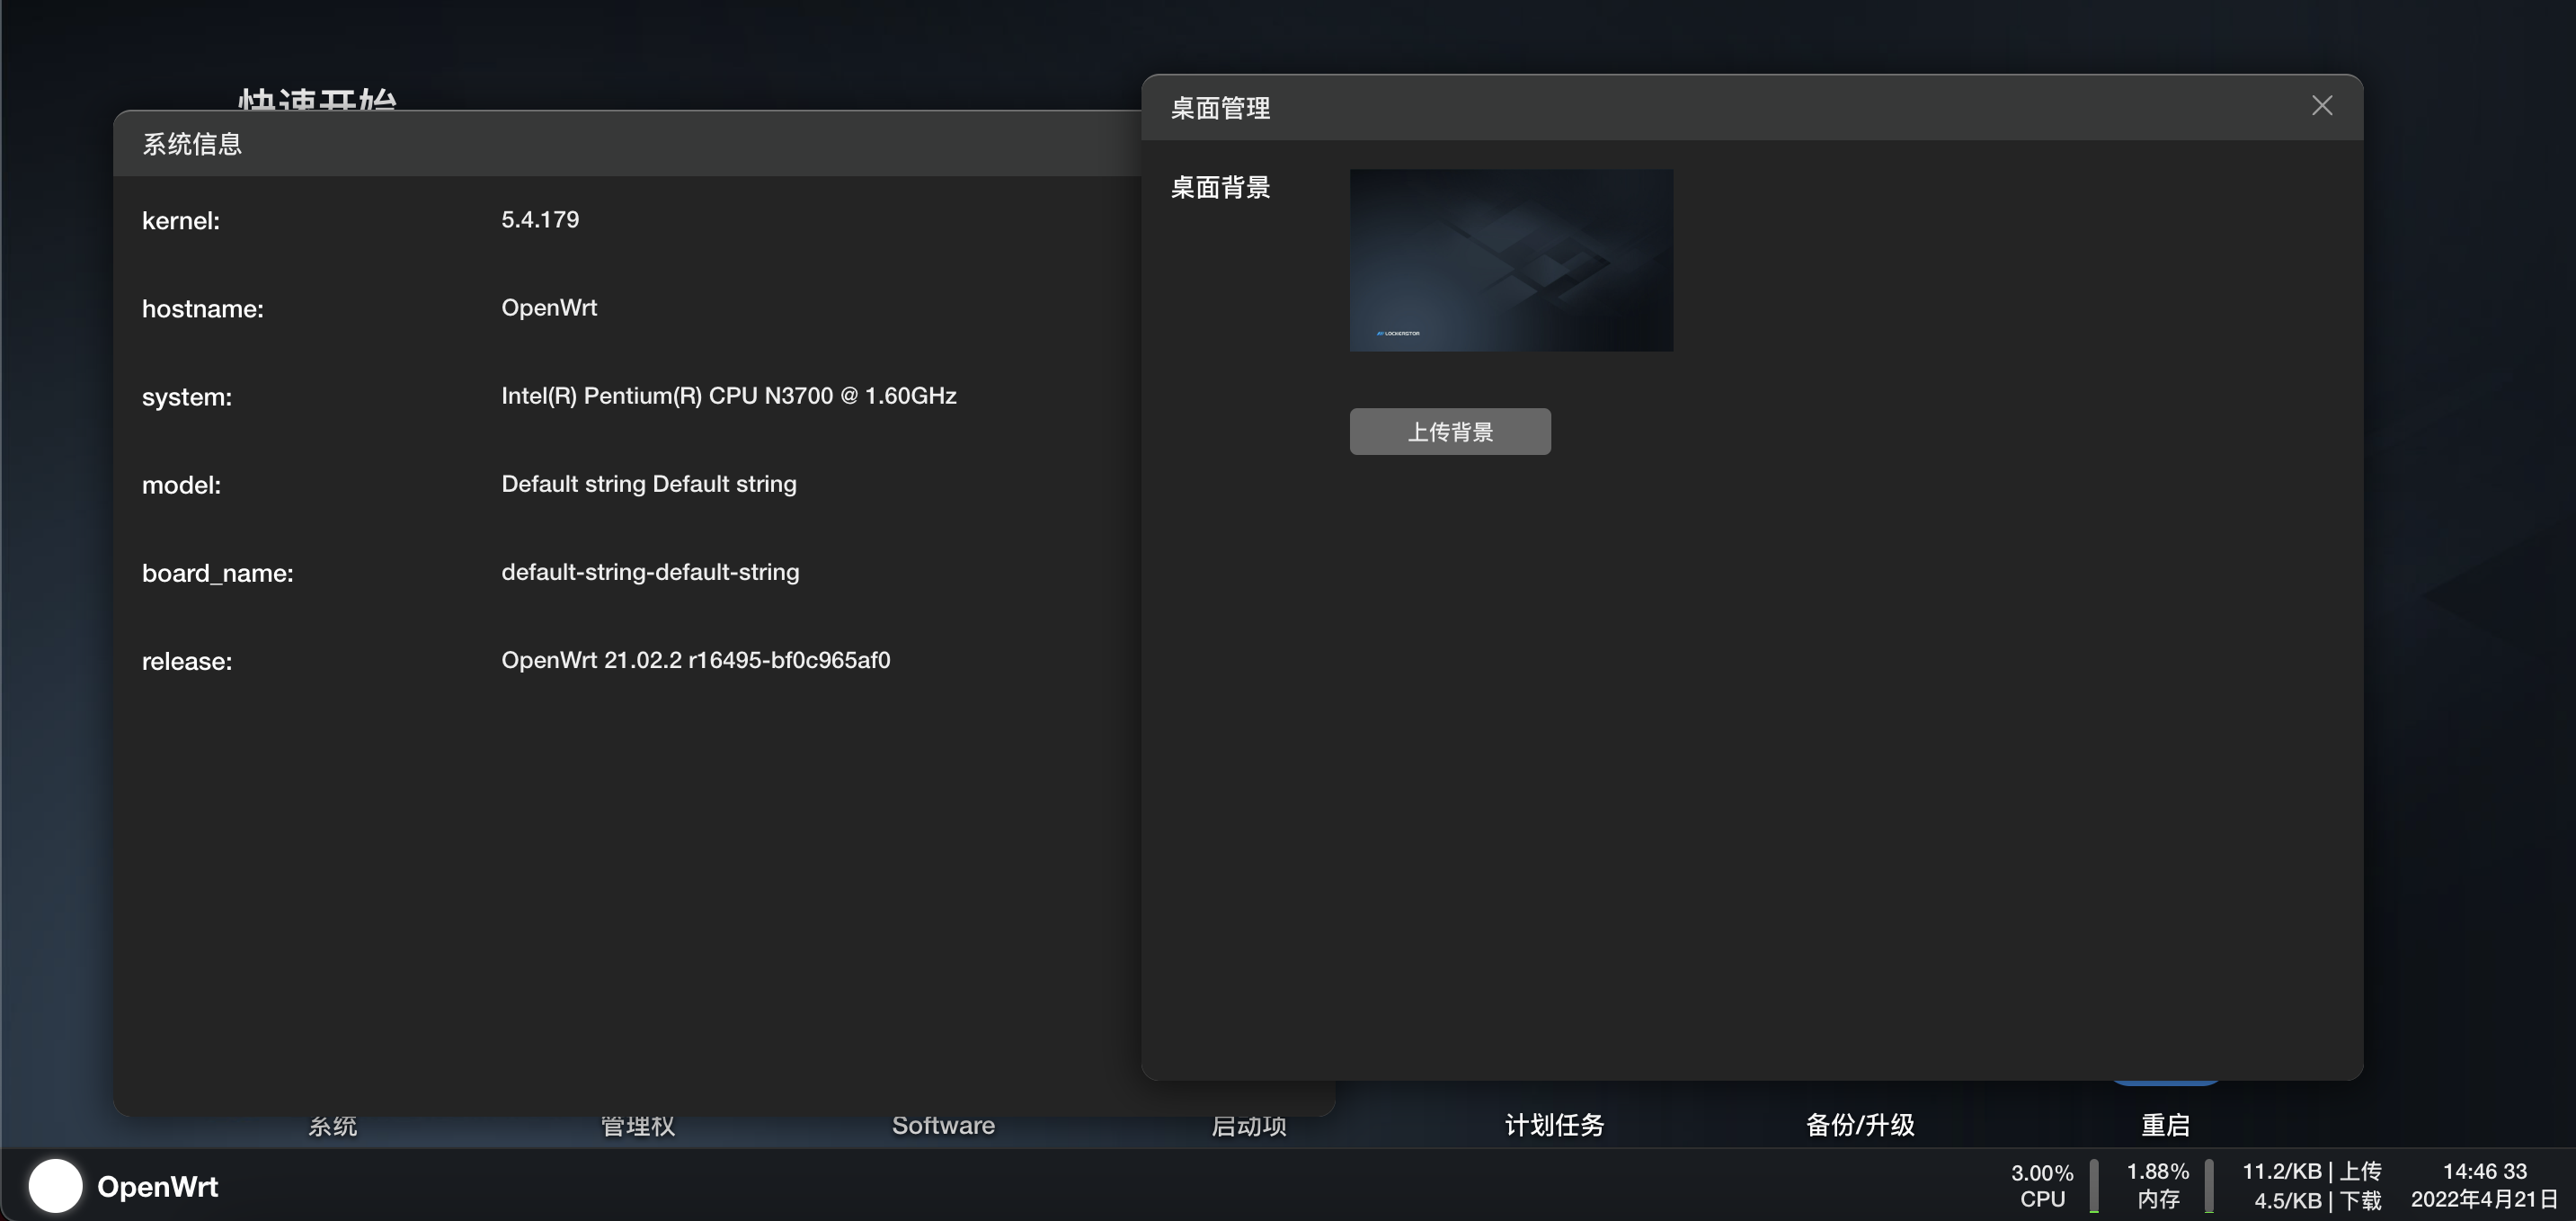 快速开始
系统信息
kernel: 5.4.179
hostname: OpenWrt
system: Intel(R) Pentium(R) CPU N3700 @ 1.60GHz
model: Default string Default string
board_name: default-string-default-string
release: OpenWrt 21.02.2 r16495-bf0c965af0
桌面管理
桌面背景
LOCKERSTOR
上传背景
系统 管理权 Software 启动项 计划任务 备份/升级 重启
OpenWrt
3.00%
CPU
1.88%
内存
11.2/KB | 上传
4.5/KB | 下载
14:46 33
2022年4月21日